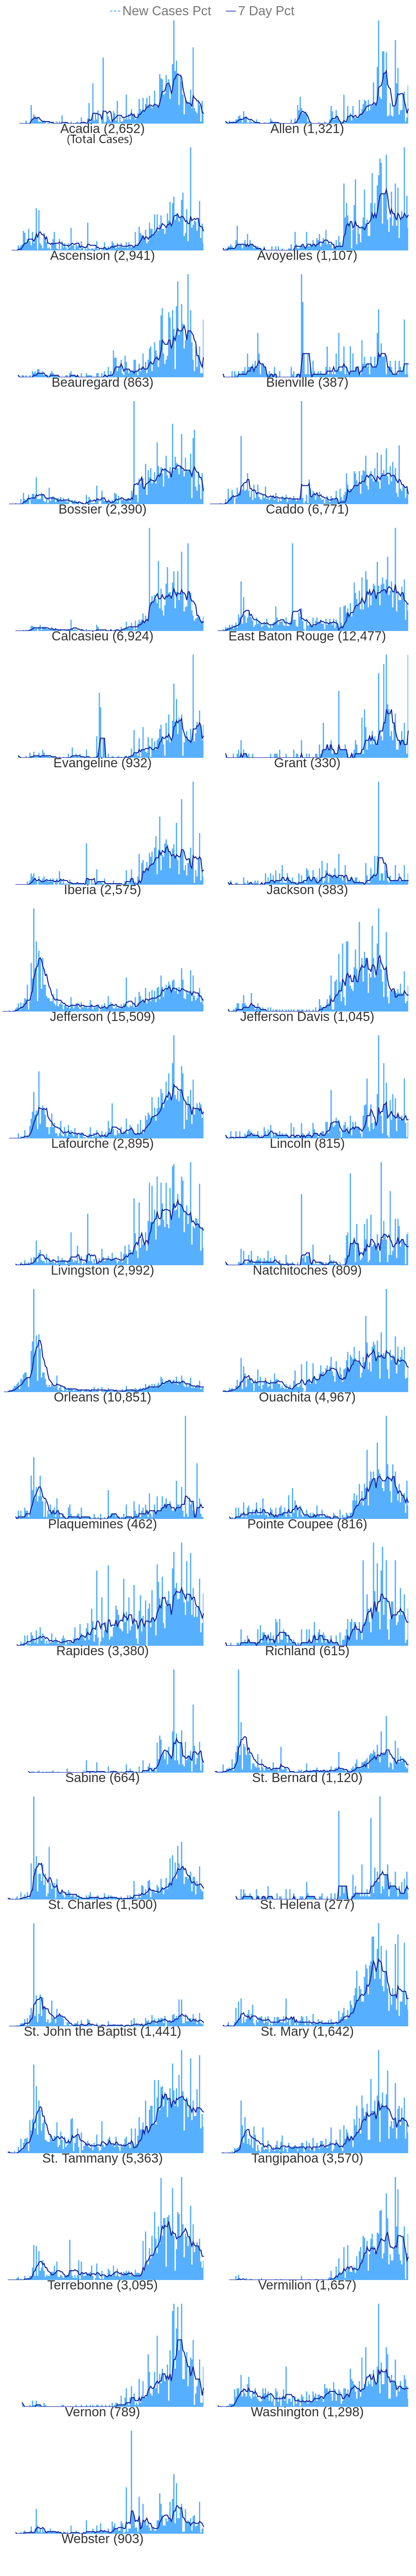 New Cases Pct 7 Day Pct
Acadia (2,652) Allen (1,321)
(Total Cases)
Ascension (2,941) Avoyelles (1,107)
Beauregard (863) Bienville (387)
Bossier (2,390) Caddo (6,771)
Calcasieu (6,924) East Baton Rouge (12,477)
Evangeline (932) Grant (330)
Iberia (2,575) Jackson (383)
Jefferson (15,509) Jefferson Davis (1,045)
Lafourche (2,895) Lincoln (815)
Livingston (2,992) Natchitoches (809)
Orleans (10,851) Ouachita (4,967)
Plaquemines (462) Pointe Coupee (816)
Rapides (3,380) Richland (615)
Sabine (664) St. Bernard (1,120)
St. Charles (1,500) St. Helena (277)
St. John the Baptist (1,441) St. Mary (1,642)
St. Tammany (5,363) Tangipahoa (3,570)
Terrebonne (3,095) Vermilion (1,657)
Vernon (789) Washington (1,298)
Webster (903)